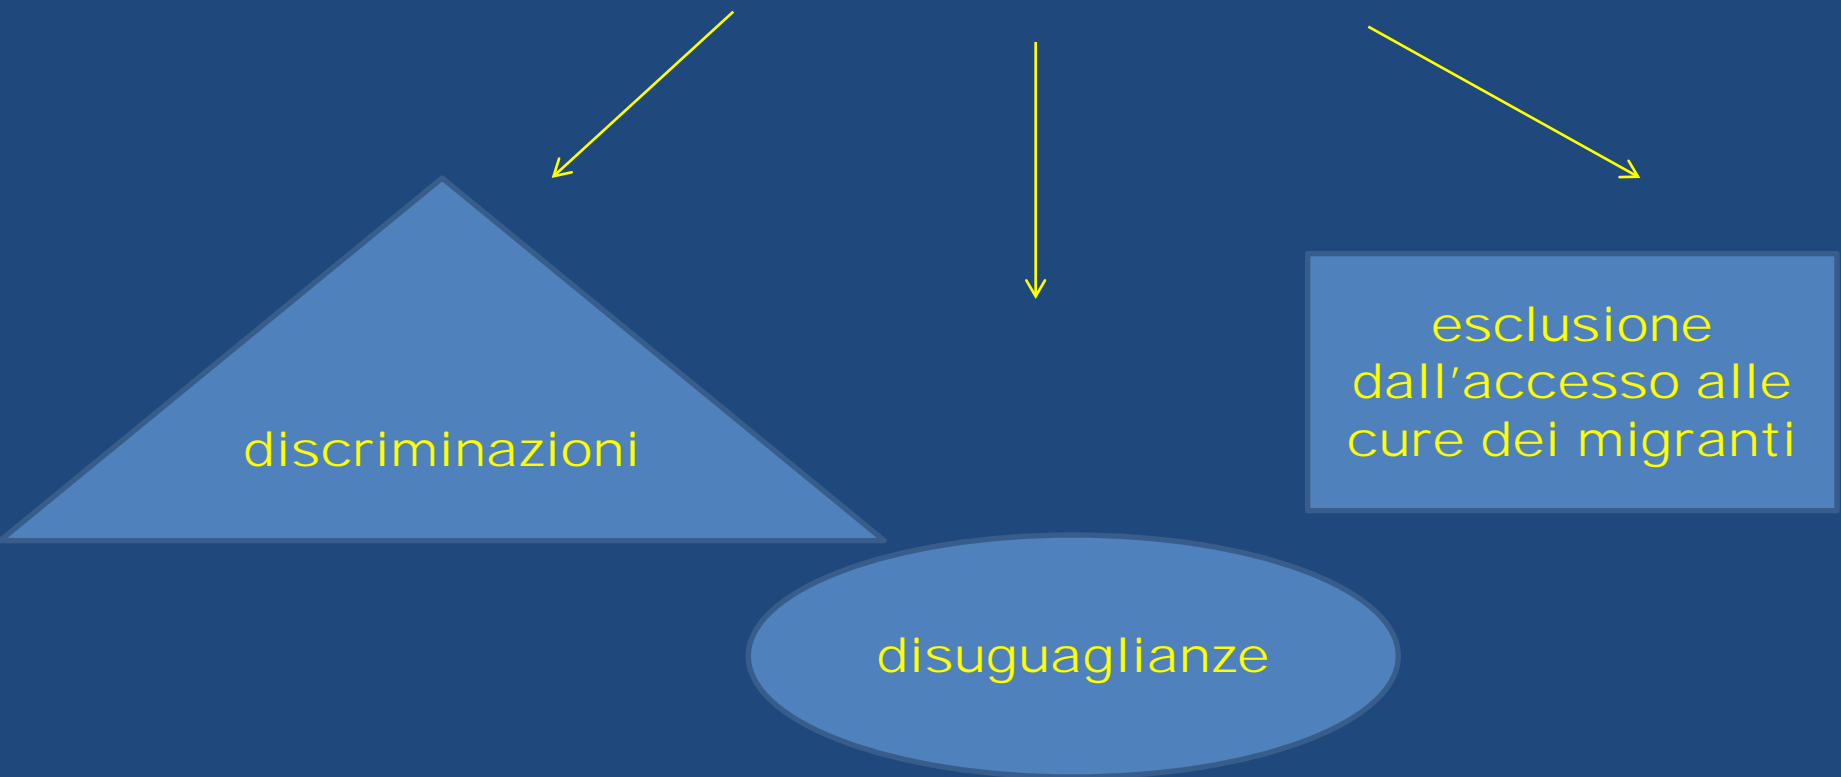 discriminazioni
disuguaglianze
esclusione
dall’accesso alle
cure dei migranti